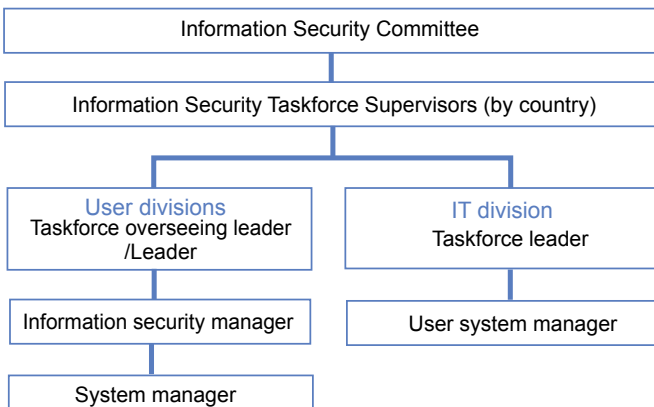 Information Security Committee
Information Security Taskforce Supervisors (by country)
User divisions
Taskforce overseeing leader
/Leader
IT division
Taskforce leader
Information security manager
User system manager
System manager